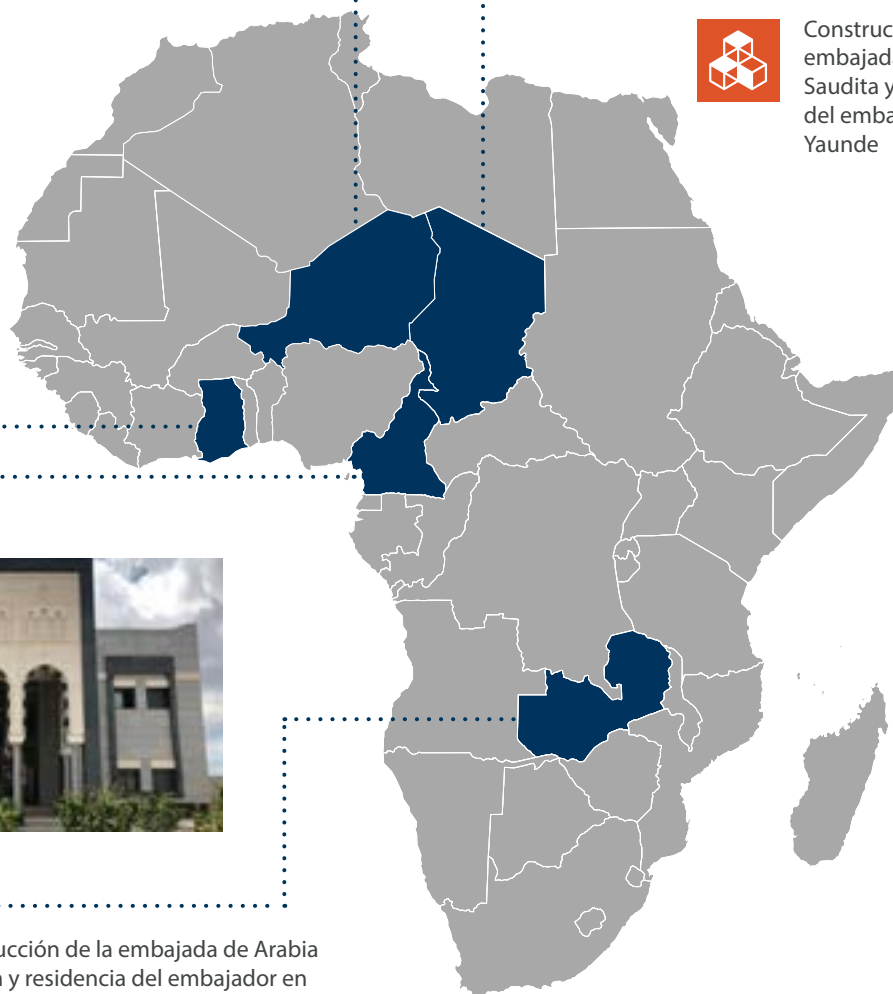 Construc
embajad
Saudita y
del emba
Yaunde
ucción de la embajada de Arabia
y residencia del embajador en